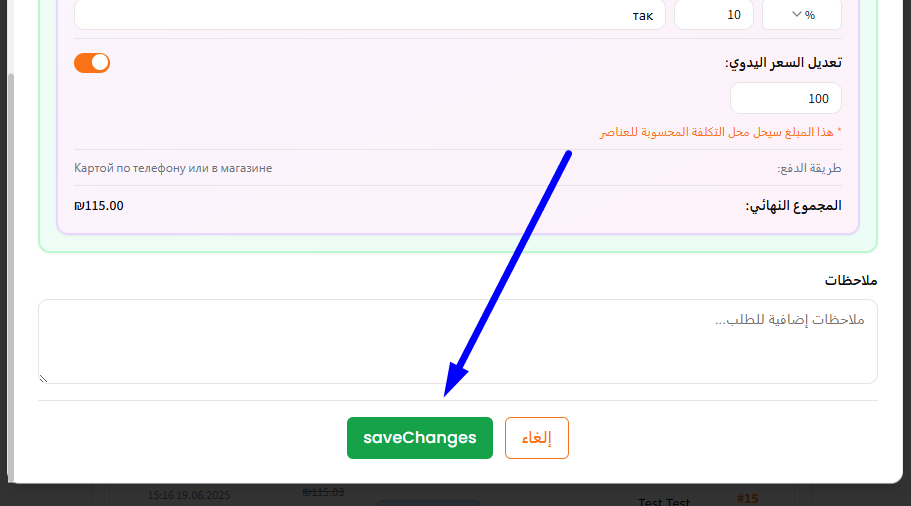 % 10 так
تعديل السعر اليدوي:
100
* هذا المبلغ سيحل محل التكلفة المحسوبة للعناصر
طريقة الدفع: Картой по телефону или в магазине
المجموع النهائي: ₪115.00
ملاحظات
ملاحظات إضافية للطلب...
إلغاء saveChanges
#15 ₪115.83 15:16 19.06.2025
Test Test